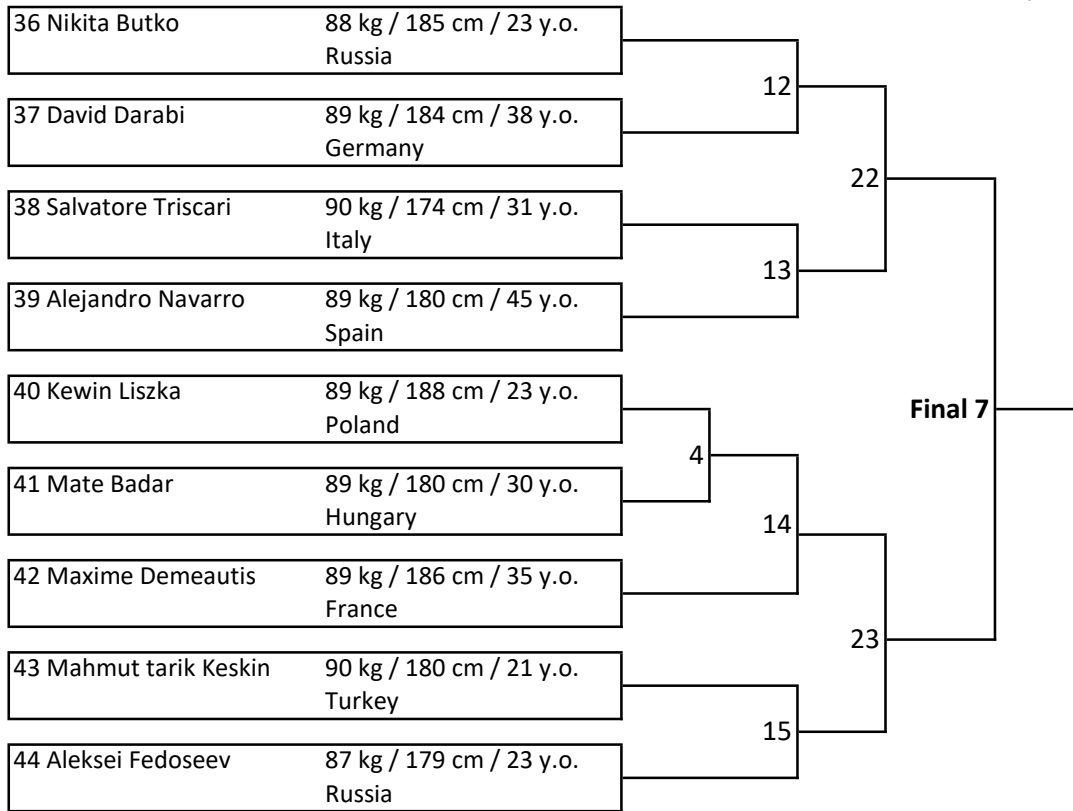 36 Nikita Butko 88 kg / 185 cm / 23 y.o.
Russia
12
37 David Darabi 89 kg / 184 cm / 38 y.o.
Germany
22
38 Salvatore Triscari 90 kg / 174 cm / 31 y.o.
Italy
13
39 Alejandro Navarro 89 kg / 180 cm / 45 y.o.
Spain
40 Kewin Liszka 89 kg / 188 cm / 23 y.o.
Poland
Final 7
4
41 Mate Badar 89 kg / 180 cm / 30 y.o.
Hungary
14
42 Maxime Demeautis 89 kg / 186 cm / 35 y.o.
France
23
43 Mahmut tarik Keskin 90 kg / 180 cm / 21 y.o.
Turkey
15
44 Aleksei Fedoseev 87 kg / 179 cm / 23 y.o.
Russia